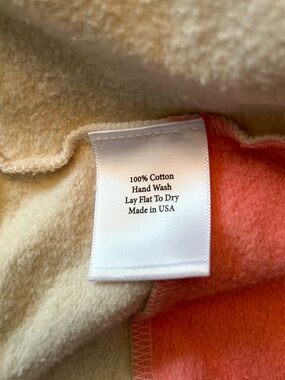 100% Cotton
Hand Wash
Lay Flat To Dry
Made in USA